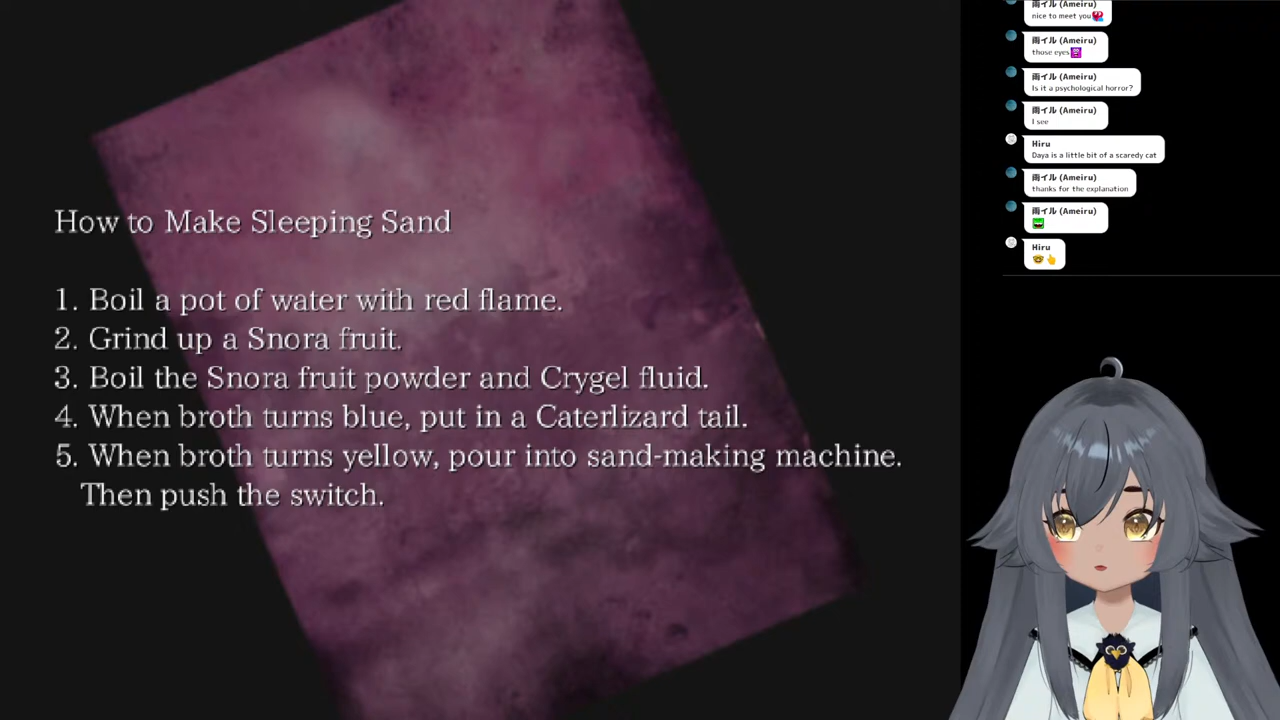 How to Make Sleeping Sand
1. Boil a pot of water with red flame.
2. Grind up a Snora fruit.
3. Boil the Snora fruit powder and Crygel fluid.
4. When broth turns blue, put in a Caterlizard tail.
5. When broth turns yellow, pour into sand-making machine.
Then push the switch.
雨イル (Ameiru)
nice to meet you
雨イル (Ameiru)
those eyes
雨イル (Ameiru)
Is it a psychological horror?
雨イル (Ameiru)
I see
Hiru
Daya is a little bit of a scaredy cat
雨イル (Ameiru)
thanks for the explanation
雨イル (Ameiru)
Hiru